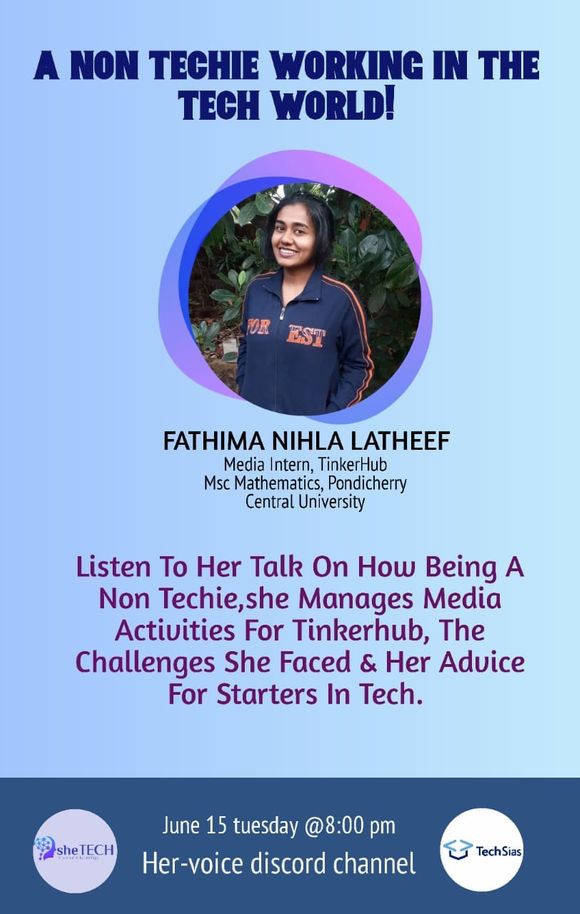 A NON TECHIE WORKING IN THE
TECH WORLD!
FOR EST
FATHIMA NIHLA LATHEEF
Media Intern, TinkerHub
Msc Mathematics, Pondicherry
Central University
Listen To Her Talk On How Being A
Non Techie,she Manages Media
Activities For Tinkerhub, The
Challenges She Faced & Her Advice
For Starters In Tech.
June 15 tuesday @8:00 pm
Her-voice discord channel
sheTECH
TechSias